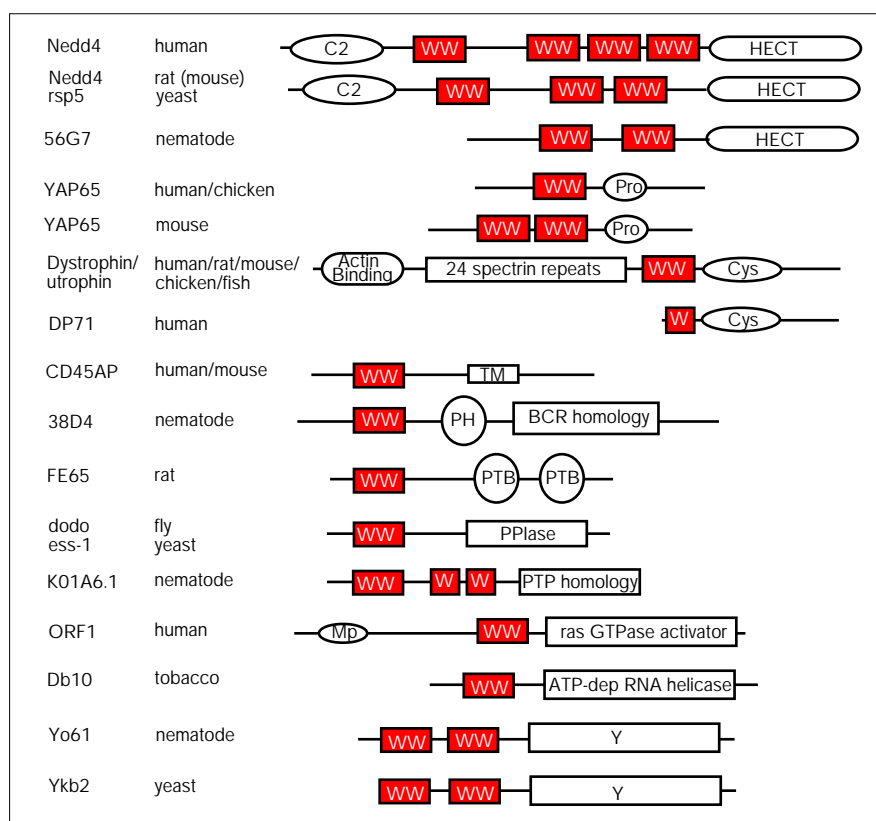 Nedd4 human C2 WW WW WW WW HECT
Nedd4 rat (mouse)
rsp5 yeast C2 WW WW WW HECT
56G7 nematode WW WW HECT
YAP65 human/chicken WW Pro
YAP65 mouse WW WW Pro
Dystrophin/ human/rat/mouse/ Actin
utrophin chicken/fish Binding 24 spectrin repeats WW Cys
DP71 human W Cys
CD45AP human/mouse WW TM
38D4 nematode WW PH BCR homology
FE65 rat WW PTB PTB
dodo fly
ess-1 yeast WW PPIase
K01A6.1 nematode WW W W PTP homology
ORF1 human Mp WW ras GTPase activator
Db10 tobacco WW ATP-dep RNA helicase
Yo61 nematode WW WW Y
Ykb2 yeast WW WW Y